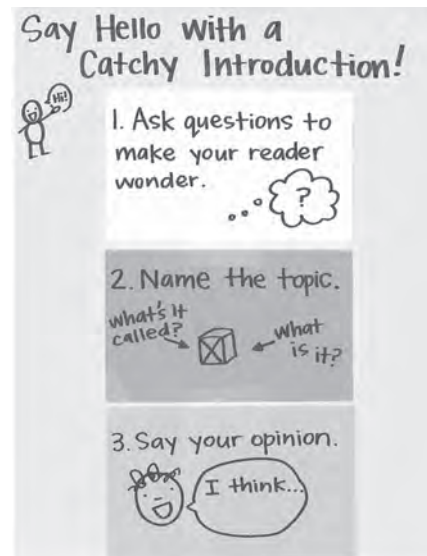 Say Hello with a
Catchy Introduction!
Hi!
1. Ask questions to
make your reader
wonder.
?
2. Name the topic.
what's it
called?
what
is it?
3. Say your opinion.
I think...